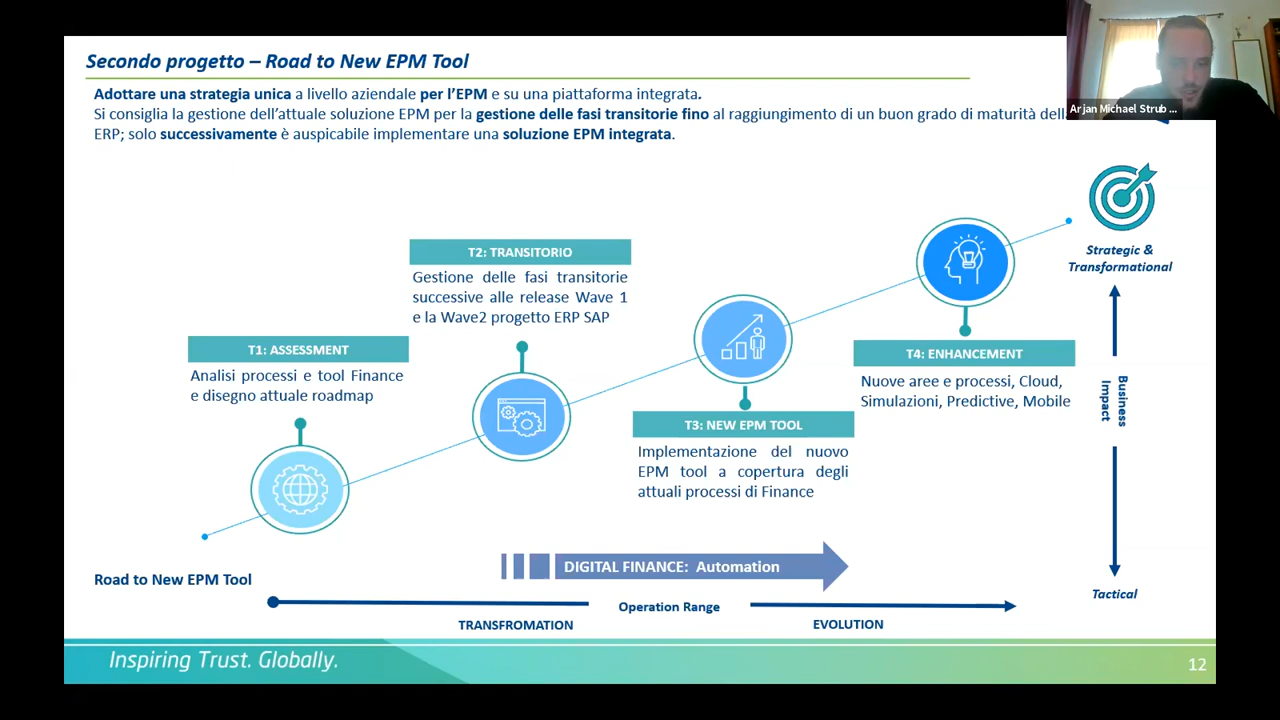 Secondo progetto – Road to New EPM Tool
Adottare una strategia unica a livello aziendale per l'EPM e su una piattaforma integrata.
Si consiglia la gestione dell'attuale soluzione EPM per la gestione delle fasi transitorie fino al raggiungimento di un buon grado di maturità
ERP; solo successivamente è auspicabile implementare una soluzione EPM integrata.
Arjan Michael Strub ...
Strategic &
Transformational
T2: TRANSITORIO
Gestione delle fasi transitorie
successive alle release Wave 1
e la Wave2 progetto ERP SAP
T1: ASSESSMENT
Analisi processi e tool Finance
e disegno attuale roadmap
T4: ENHANCEMENT
Nuove aree e processi, Cloud,
Simulazioni, Predictive, Mobile
Business
Impact
T3: NEW EPM TOOL
Implementazione del nuovo
EPM tool a copertura degli
attuali processi di Finance
DIGITAL FINANCE: Automation
Road to New EPM Tool
Tactical
Operation Range
TRANSFROMATION
EVOLUTION
Inspiring Trust. Globally.
12